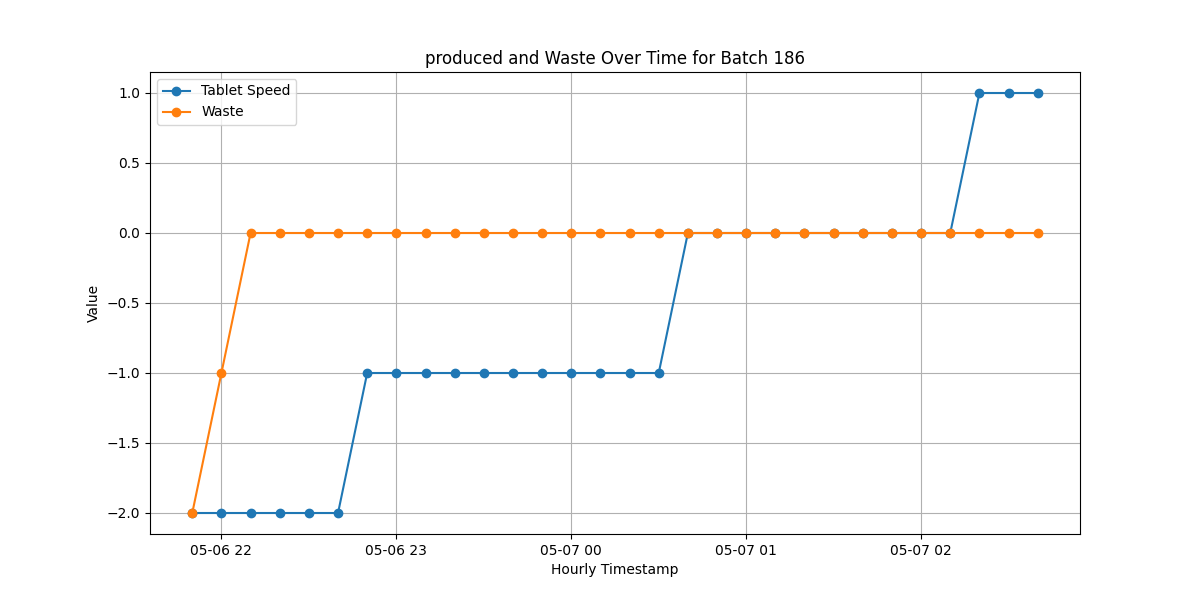 produced and Waste Over Time for Batch 186
Tablet Speed
Waste
1.0
0.5
0.0
−0.5
−1.0
−1.5
−2.0
Value
05-06 22
05-06 23
05-07 00
05-07 01
05-07 02
Hourly Timestamp